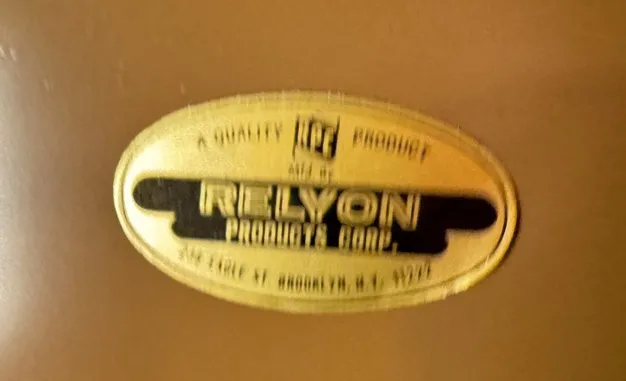 A QUALITY RPC PRODUCT
MFD BY
RELYON
PRODUCTS CORP.
EAGLE ST. BROOKLYN, N.Y.